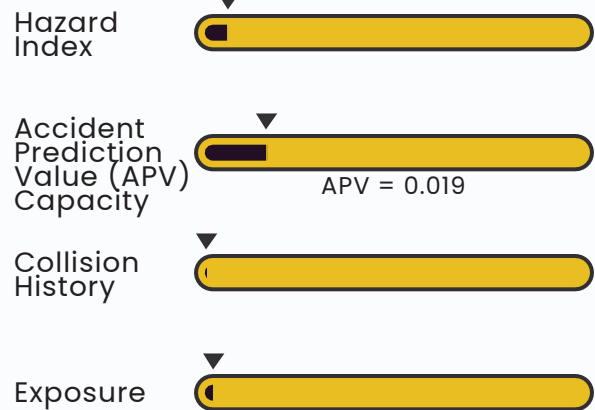 Hazard
Index
Accident
Prediction
Value (APV)
Capacity
APV = 0.019
Collision
History
Exposure